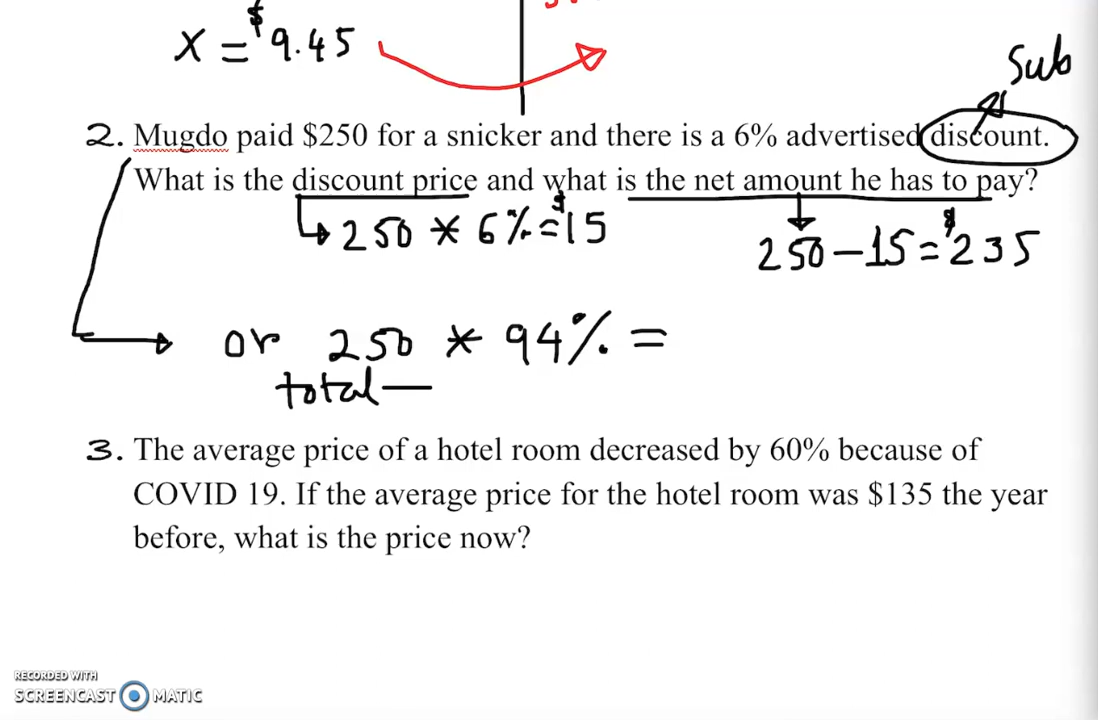 X = $9.45
Sub
2. Mugdo paid $250 for a snicker and there is a 6% advertised discount.
What is the discount price and what is the net amount he has to pay?
250 * 6% = $15
250 - 15 = $235
or 250 * 94% =
total —
3. The average price of a hotel room decreased by 60% because of
COVID 19. If the average price for the hotel room was $135 the year
before, what is the price now?
RECORDED WITH
SCREENCAST MATIC